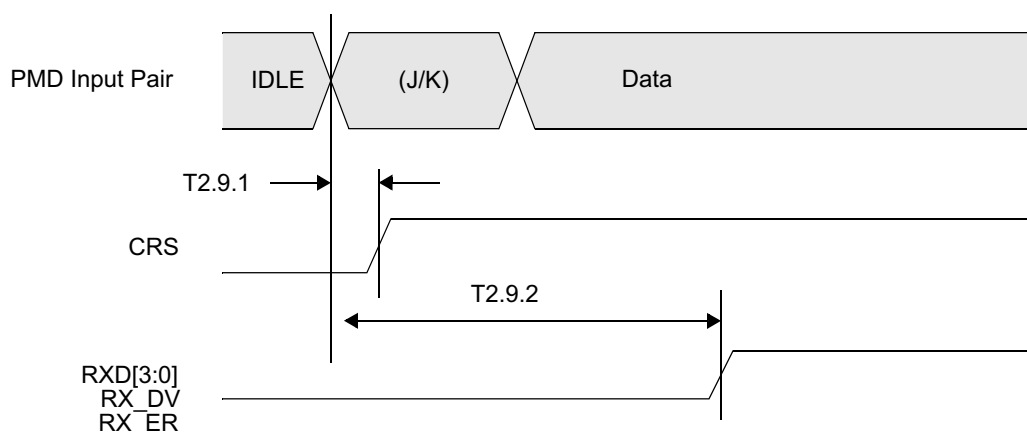 PMD Input Pair IDLE (J/K) Data
T2.9.1
CRS
T2.9.2
RXD[3:0]
RX_DV
RX_ER